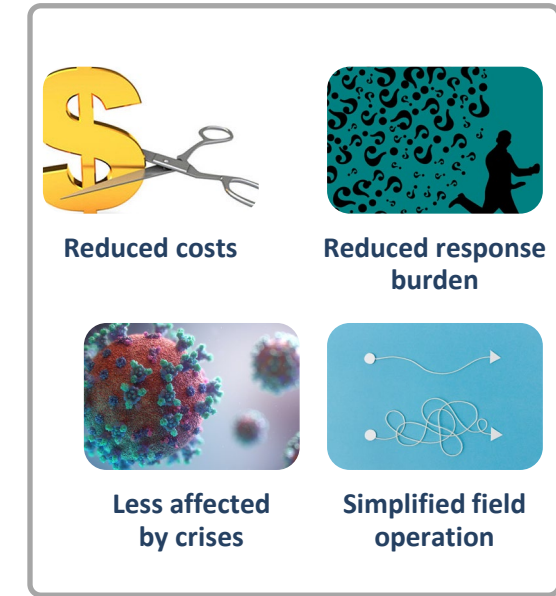 Reduced costs
Reduced response
burden
Less affected
by crises
Simplified field
operation